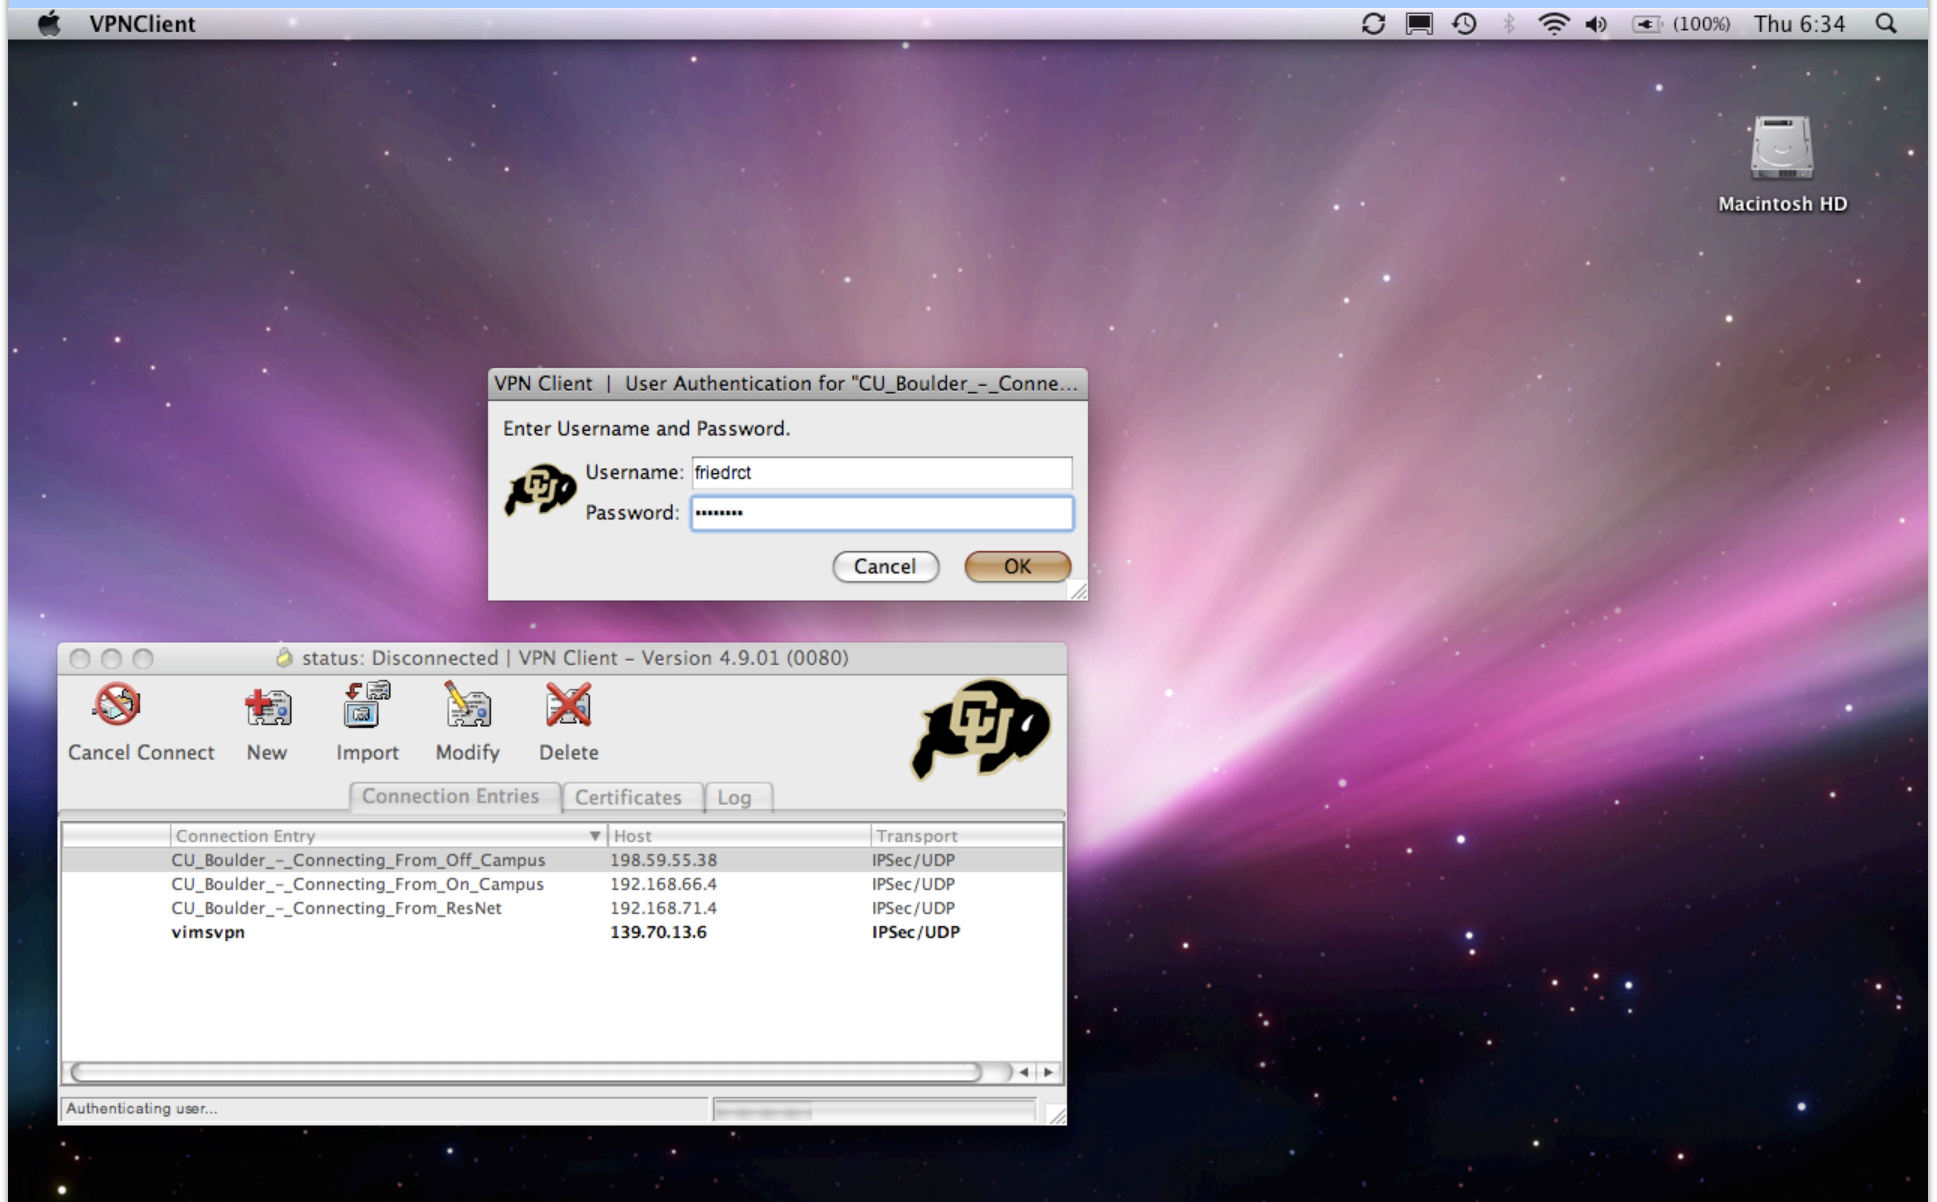 VPNClient
(100%) Thu 6:34
Macintosh HD
VPN Client | User Authentication for "CU_Boulder_-_Conne...
Enter Username and Password.
CU
Username: friedrct
Password: ••••••••
Cancel OK
status: Disconnected | VPN Client – Version 4.9.01 (0080)
Cancel Connect New Import Modify Delete
CU
Connection Entries Certificates Log
Connection Entry Host Transport
CU_Boulder_-_Connecting_From_Off_Campus 198.59.55.38 IPSec/UDP
CU_Boulder_-_Connecting_From_On_Campus 192.168.66.4 IPSec/UDP
CU_Boulder_-_Connecting_From_ResNet 192.168.71.4 IPSec/UDP
vimsvpn 139.70.13.6 IPSec/UDP
Authenticating user...